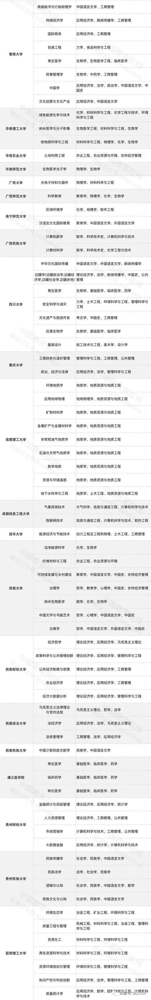 高级秘书与行政助理学 中国语言文学、工商管理
传媒经济学 应用经济学、新闻传播学、工商管理
国际商务 应用经济学、工商管理
包装工程 力学、食品科学与工程
暨南大学
再生医学 生物学、生物医学工程、临床医学
药事管理学 生物学、中药学、工商管理
中国学 应用经济学、法学、政治学、中国语言文学、中
国史
文化创意与文化产业 应用经济学、中国语言文学
绿色能源化学与技术 化学、材料科学与工程、化学工程与技术、环境
科学与工程
华南理工大学 纳米医学与分子影像 生物医学工程、材料科学与工程、生物学
软物质科学与工程 材料科学与工程、物理学、化学、生物学
华南农业大学 土地利用工程 农业工程、农业资源与环境、农林经济管理
华南师范大学 生物医学光子学 物理学、生物学
广西大学 光电子材料与器件 物理学、材料科学与工程
广西师范大学 科学教育 教育学、物理学、化学、生物学
区域环境学 化学、地理学、软件工程
南宁师范大学
汉语言文化国际教育 教育学、中国语言文学、外国语言文学
计算机数学 数学、科学技术史、计算机科学与技术
广西民族大学
计算材料学 数学、科学技术史、化学工程与技术
中华文化国际传播 中国语言文学、外国语言文学、新闻传播学
边疆学(边疆政治学,边疆经 理论经济学、法学、新闻传播学、中国史、公共
济学,边疆社会学,边疆史地) 管理
再生医学 生物学、基础医学、临床医学、药学
四川大学 安全科学与减灾 力学、土木工程、环境科学与工程、管理科学与
工程
文化遗产与旅游开发 考古学、中国史、工商管理
应激生物学 生物学、基础医学、临床医学
服装设计 轻工技术与工程、美术学、设计学
工程财务与造价管理 管理科学与工程、工商管理、公共管理
重庆大学
政治、经济与法律 应用经济学、法学、管理科学与工程
环境地质学 地质学、地质资源与地质工程
应用地球物理 地球物理学、地质资源与地质工程
矿物材料学 地质学、地质资源与地质工程
金属矿产与金属材料学 地质学、地质资源与地质工程
成都理工大学 非常规油气地质学 地质学、地质资源与地质工程
石油与天然气地质学 地质学、地质资源与地质工程
数学地质 地质学、地质资源与地质工程
资源与环境遥感 地质学、地质资源与地质工程
地下水科学与工程 地质学、土木工程、地质资源与地质工程
气象探测技术 大气科学、信息与通信工程、计算机科学与技术
成都信息工程大学
物联网技术 信息与通信工程、计算机科学与技术、软件工程
西华大学 能源经济与节能技术 动力工程及工程热物理、土木工程、工商管理
洁净能源科学 化学、生物学
纤维材料与工程 农业工程、农业资源与环境
可持续发展与乡村建设 教育学、中国语言文学、中国史、农林经济管理
西南大学 治理学 哲学、教育学、心理学、中国史、农林经济管理
纳米生物医学 数学、化学、生物学
中国文字与书画艺术 哲学、心理学、中国语言文学、中国史
古典学 哲学、中国语言文学、外国语言文学、中国史
经济哲学 理论经济学、应用经济学、马克思主义理论
政策科学与公共管理创新 理论经济学、应用经济学、管理科学与工程
西南财经大学 公共经济制度与政策 理论经济学、应用经济学、工商管理
农业经济学 理论经济学、应用经济学、工商管理
经济大数据分析 理论经济学、应用经济学、管理科学与工程
马克思主义法律理论
与党内法规 马克思主义理论、哲学、法学
西南政法大学 法经济学 应用经济学、法学、马克思主义理论
法务管理学 工商管理、法学、应用经济学
西南民族大学 中国少数民族文献学 民族学、中国语言文学
再生医学 基础医学、临床医学、药学
遵义医学院 临床药学 基础医学、临床医学、药学
转化医学 基础医学、临床医学、药学
金融统计与风险管理 理论经济学、应用经济学、统计学
人力资源管理 理论经济学、工商管理、公共管理
贵州财经大学
市场营销学 计算机科学与技术、工商管理、公共管理
大数据金融 应用经济学、统计学、计算机科学与技术
民族传播学 社会学、民族学、中国语言文学
民族法学 法学、社会学、民族学
贵州民族大学
逻辑与认知 社会学、民族学、中国语言文学、数学
民族文化与认知 社会学、民族学、中国语言文学
环境生态学 冶金工程、矿业工程、环境科学与工程
质量工程与管理 机械工程、材料科学与工程、冶金工程、管理科
学与工程
资源化工 材料科学与工程、环境科学与工程
昆明理工大学 再生资源科学与技术 材料科学与工程、环境科学与工程
资源环境规划与管理 环境科学与工程、管理科学与工程
知识产权与科技创新 应用经济学、法学、管理科学与工程、工商管理
质量统计学 应用经济学、数学、控制科学与工程、计算机科
学与技术